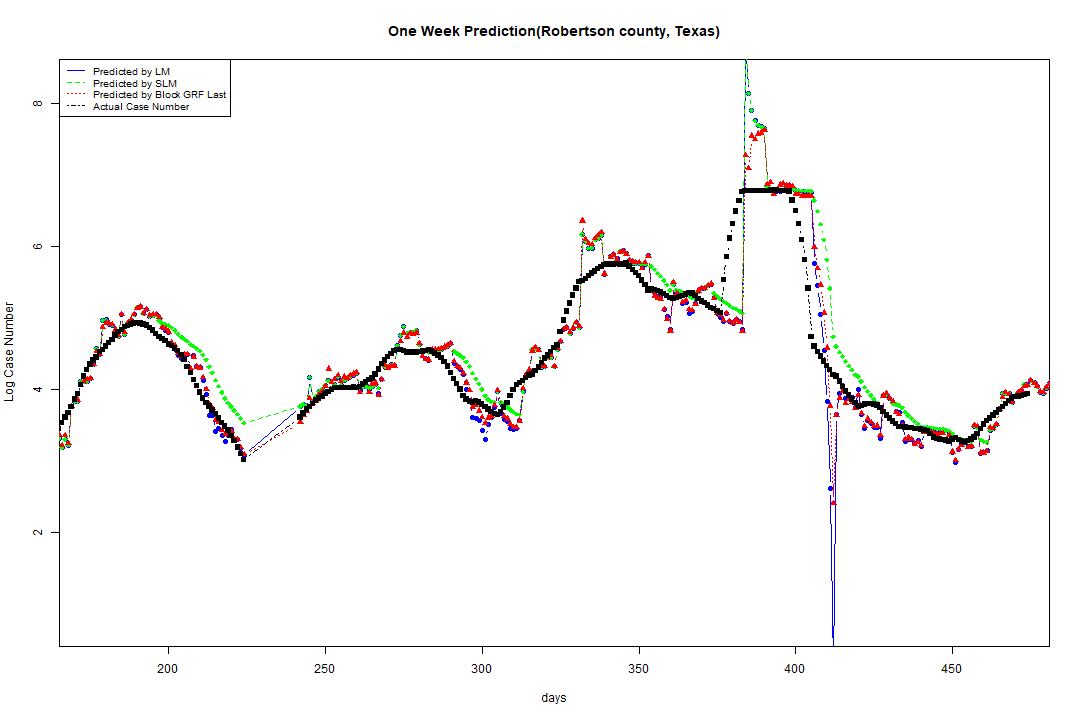 One Week Prediction(Robertson county, Texas)
Predicted by LM
Predicted by SLM
Predicted by Block GRF Last
Actual Case Number
Log Case Number
8
6
4
2
200 250 300 350 400 450
days